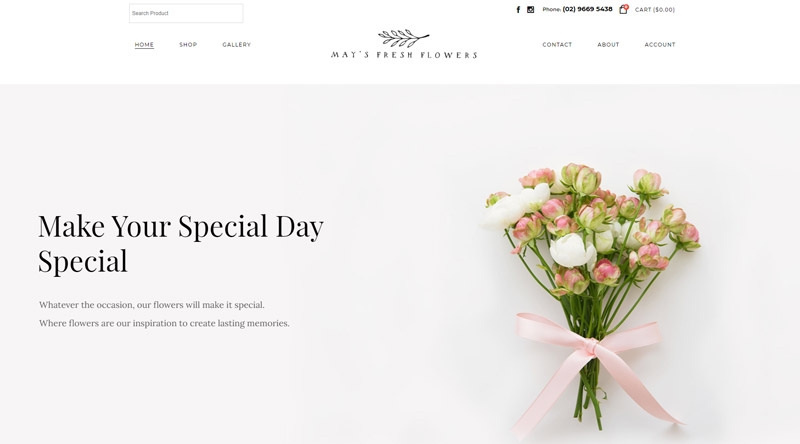 Search Product
Phone: (02) 9669 5438
CART ($0.00)
HOME
SHOP
GALLERY
MAY'S FRESH FLOWERS
CONTACT
ABOUT
ACCOUNT
Make Your Special Day
Special
Whatever the occasion, our flowers will make it special.
Where flowers are our inspiration to create lasting memories.